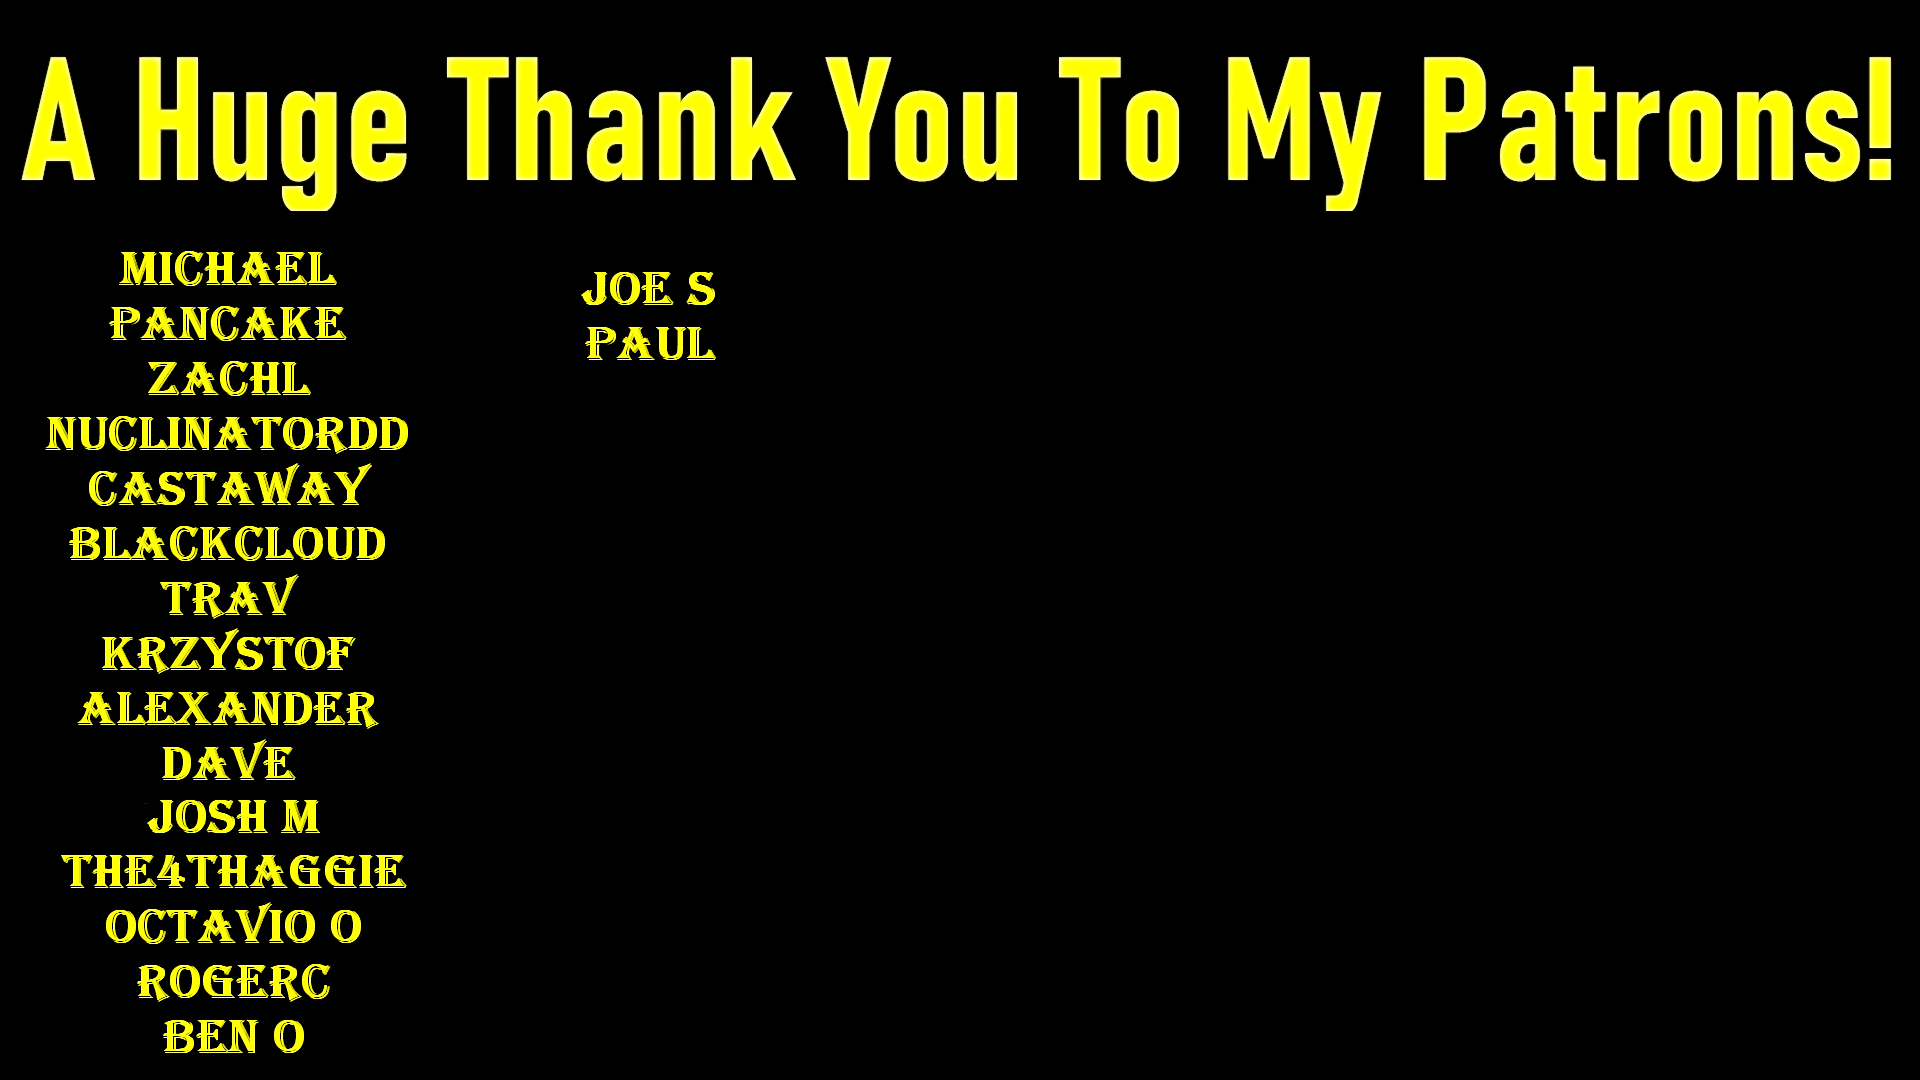 A Huge Thank You To My Patrons!
MICHAEL
PANCAKE
ZACHL
NUCLINATORDD
CASTAWAY
BLACKCLOUD
TRAV
KRZYSTOF
ALEXANDER
DAVE
JOSH M
THE4THAGGIE
OCTAVIO O
ROGERC
BEN O
JOE S
PAUL